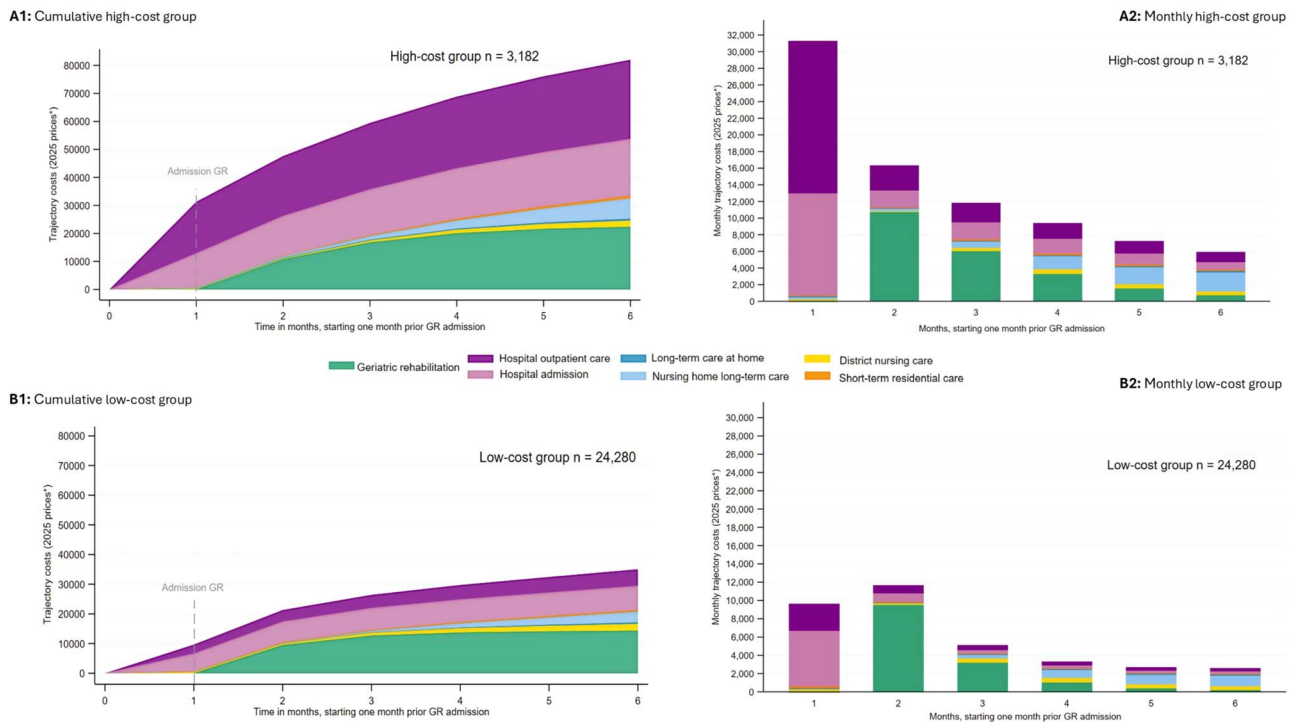 A1: Cumulative high-cost group
High-cost group n = 3,182
Trajectory costs (2025 prices*)
80000
70000
60000
50000
40000
30000
20000
10000
0
Admission GR
0 1 2 3 4 5 6
Time in months, starting one month prior GR admission
A2: Monthly high-cost group
High-cost group n = 3,182
Monthly trajectory costs (2025 prices*)
32,000
30,000
28,000
26,000
24,000
22,000
20,000
18,000
16,000
14,000
12,000
10,000
8,000
6,000
4,000
2,000
0
1 2 3 4 5 6
Months, starting one month prior GR admission
Geriatric rehabilitation
Hospital outpatient care
Hospital admission
Long-term care at home
Nursing home long-term care
District nursing care
Short-term residential care
B1: Cumulative low-cost group
Low-cost group n = 24,280
Trajectory costs (2025 prices*)
80000
70000
60000
50000
40000
30000
20000
10000
0
Admission GR
0 1 2 3 4 5 6
Time in months, starting one month prior GR admission
B2: Monthly low-cost group
Low-cost group n = 24,280
Monthly trajectory costs (2025 prices*)
30,000
28,000
26,000
24,000
22,000
20,000
18,000
16,000
14,000
12,000
10,000
8,000
6,000
4,000
2,000
0
1 2 3 4 5 6
Months, starting one month prior GR admission